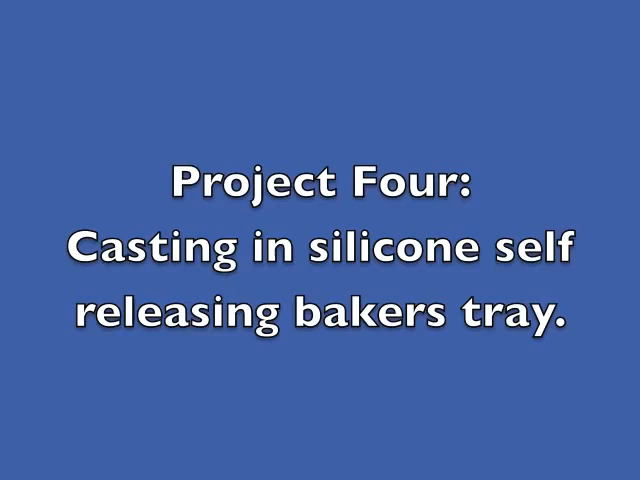 Project Four:
Casting in silicone self
releasing bakers tray.